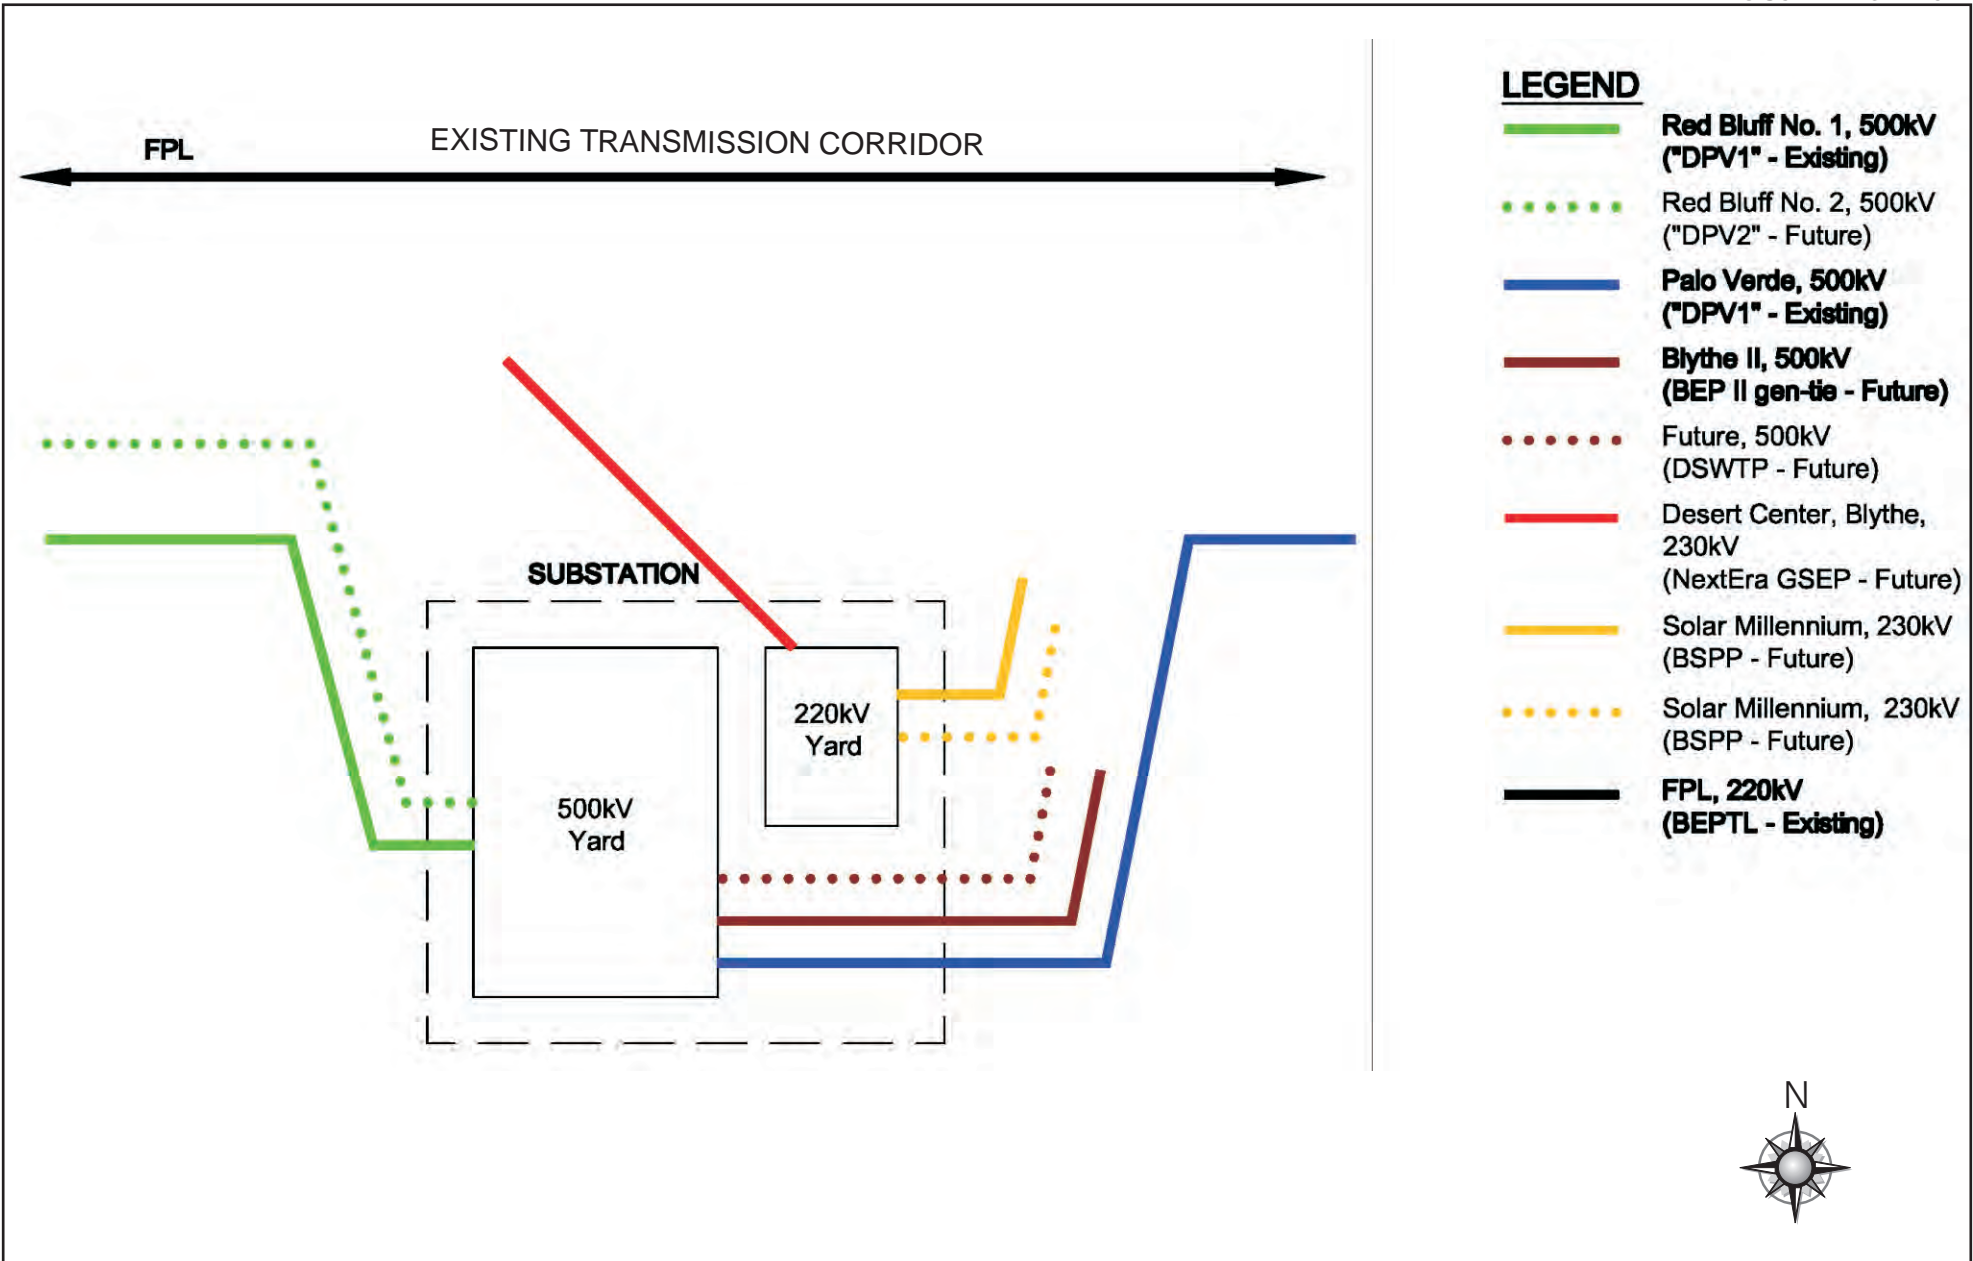 FPL
EXISTING TRANSMISSION CORRIDOR
SUBSTATION
220kV
Yard
500kV
Yard
LEGEND
Red Bluff No. 1, 500kV
("DPV1" - Existing)
Red Bluff No. 2, 500kV
("DPV2" - Future)
Palo Verde, 500kV
("DPV1" - Existing)
Blythe II, 500kV
(BEP II gen-tie - Future)
Future, 500kV
(DSWTP - Future)
Desert Center, Blythe,
230kV
(NextEra GSEP - Future)
Solar Millennium, 230kV
(BSPP - Future)
Solar Millennium, 230kV
(BSPP - Future)
FPL, 220kV
(BEPTL - Existing)
N